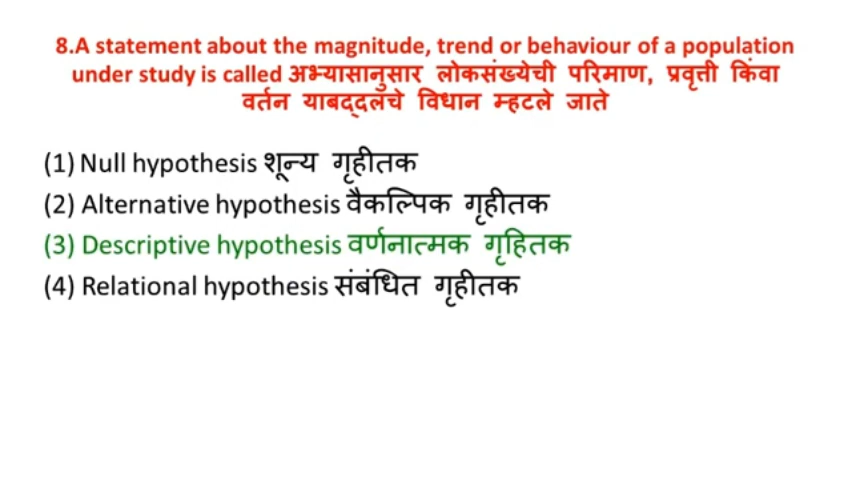 8.A statement about the magnitude, trend or behaviour of a population
under study is called अभ्यासानुसार लोकसंख्येची परिमाण, प्रवृत्ती किंवा
वर्तन याबद्दलचे विधान म्हटले जाते
(1) Null hypothesis शून्य गृहीतक
(2) Alternative hypothesis वैकल्पिक गृहीतक
(3) Descriptive hypothesis वर्णनात्मक गृहितक
(4) Relational hypothesis संबंधित गृहीतक